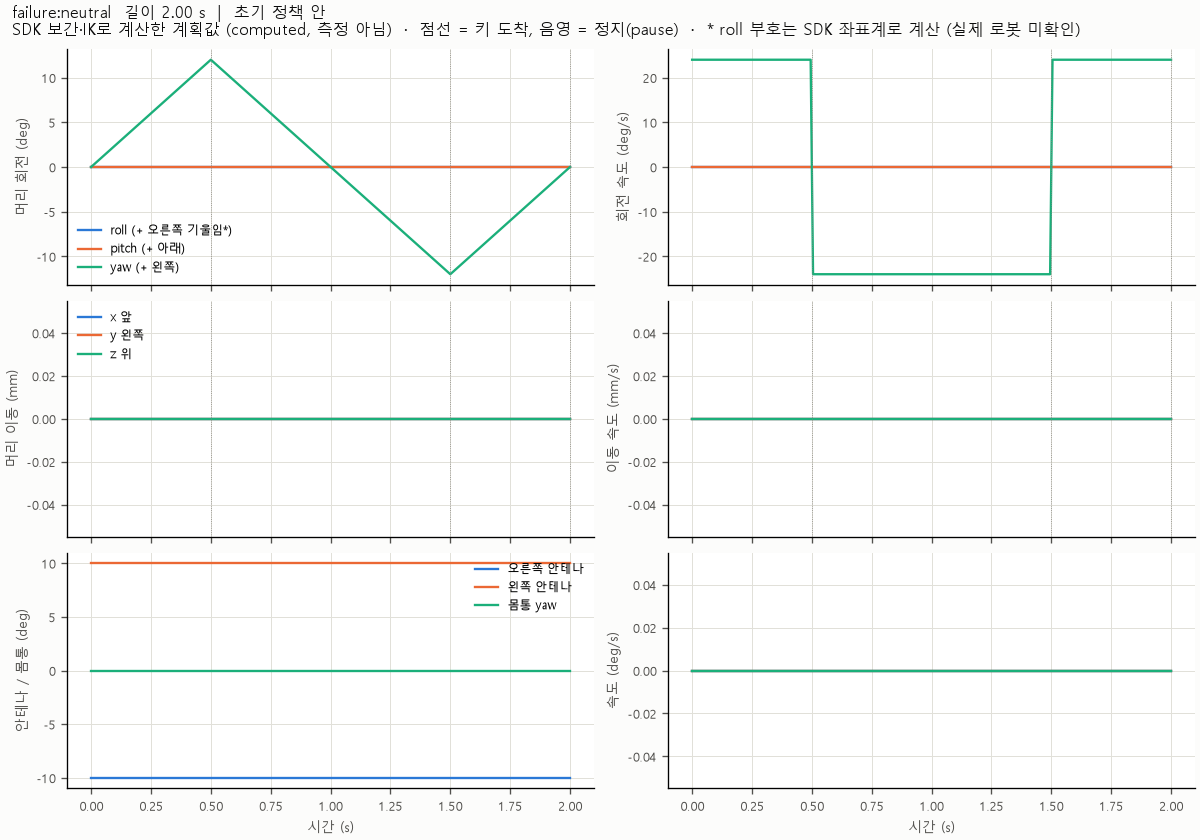 failure:neutral 길이 2.00 s | 초기 정책 안
SDK 보간·IK로 계산한 계획값 (computed, 측정 아님) · 점선 = 키 도착, 음영 = 정지(pause) · * roll 부호는 SDK 좌표계로 계산 (실제 로봇 미확인)
머리 회전 (deg)
10
5
0
-5
-10
roll (+ 오른쪽 기울임*)
pitch (+ 아래)
yaw (+ 왼쪽)
회전 속도 (deg/s)
20
10
0
-10
-20
머리 이동 (mm)
0.04
0.02
0.00
-0.02
-0.04
x 앞
y 왼쪽
z 위
이동 속도 (mm/s)
0.04
0.02
0.00
-0.02
-0.04
안테나 / 몸통 (deg)
10
5
0
-5
-10
오른쪽 안테나
왼쪽 안테나
몸통 yaw
0.00 0.25 0.50 0.75 1.00 1.25 1.50 1.75 2.00
시간 (s)
속도 (deg/s)
0.04
0.02
0.00
-0.02
-0.04
0.00 0.25 0.50 0.75 1.00 1.25 1.50 1.75 2.00
시간 (s)